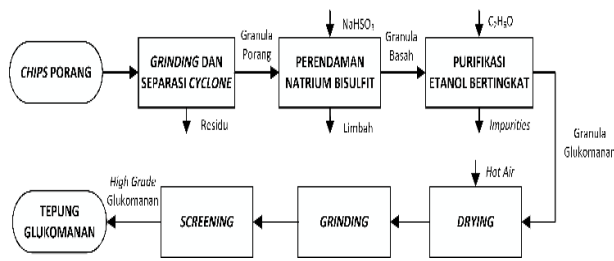 NaHSO₃
C₂H₅O
CHIPS PORANG
GRINDING DAN
SEPARASI CYCLONE
Granula
Porang
PERENDAMAN
NATRIUM BISULFIT
Granula
Basah
PURIFIKASI
ETANOL BERTINGKAT
Residu
Limbah
Impurities
Granula
Glukomanan
Hot Air
DRYING
GRINDING
SCREENING
High Grade
Glukomanan
TEPUNG
GLUKOMANAN